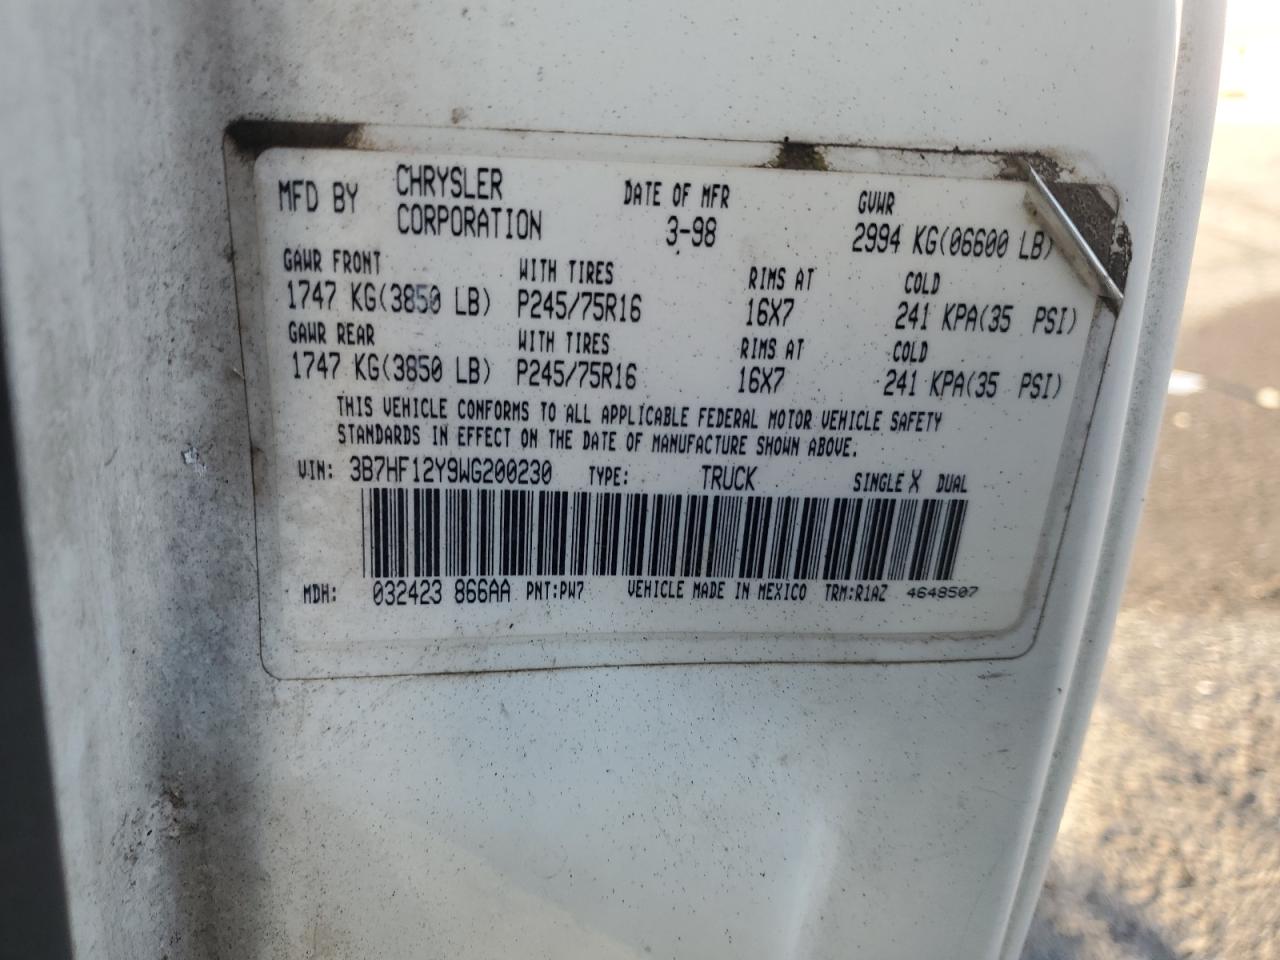 MFD BY CHRYSLER CORPORATION DATE OF MFR 3-98 GVWR 2994 KG(06600 LB)
GAWR FRONT WITH TIRES RIMS AT COLD
1747 KG(3850 LB) P245/75R16 16X7 241 KPA(35 PSI)
GAWR REAR WITH TIRES RIMS AT COLD
1747 KG(3850 LB) P245/75R16 16X7 241 KPA(35 PSI)
THIS VEHICLE CONFORMS TO ALL APPLICABLE FEDERAL MOTOR VEHICLE SAFETY
STANDARDS IN EFFECT ON THE DATE OF MANUFACTURE SHOWN ABOVE.
VIN: 3B7HF12Y9WG200230 TYPE: TRUCK SINGLE X DUAL
MDH: 032423 866AA PNT:PW7 VEHICLE MADE IN MEXICO TRM:R1AZ 4648507